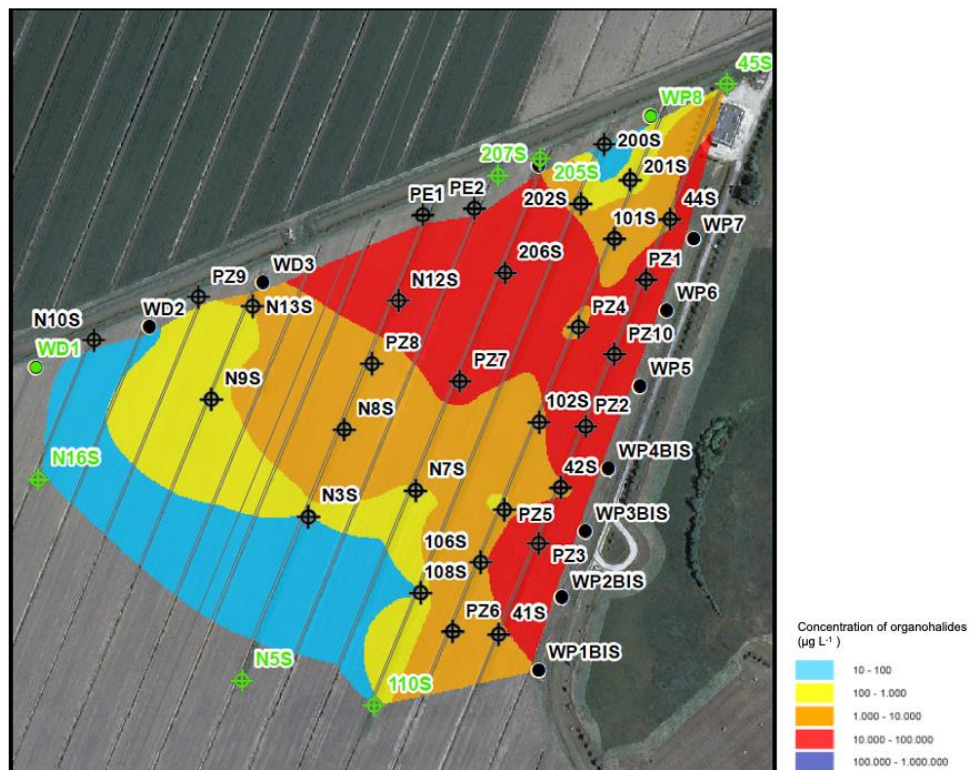 45S
WP8
200S
207S
205S
201S
PE1
PE2
202S
44S
101S
WP7
206S
PZ1
PZ9
WD3
N12S
WP6
N13S
PZ4
N10S
WD2
PZ10
WD1
PZ8
PZ7
WP5
N9S
102S
PZ2
N8S
WP4BIS
N16S
N7S
42S
N3S
PZ5
WP3BIS
106S
PZ3
108S
WP2BIS
PZ6
41S
WP1BIS
N5S
110S
Concentration of organohalides
(µg L-1 )
10 - 100
100 - 1.000
1.000 - 10.000
10.000 - 100.000
100.000 - 1.000.000